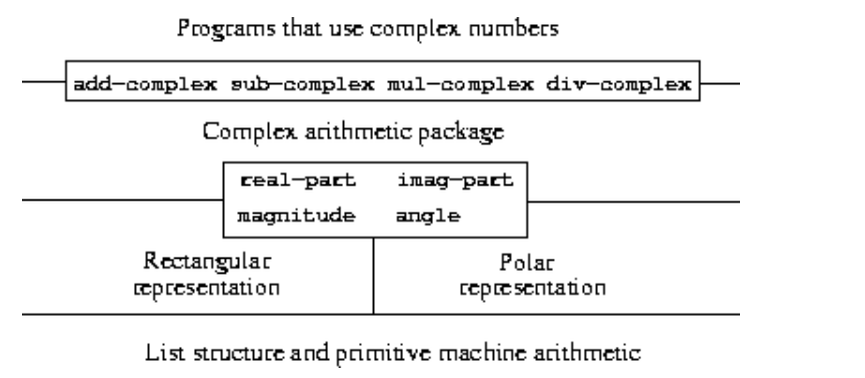 Programs that use complex numbers
add-complex sub-complex mul-complex div-complex
Complex arithmetic package
real-part imag-part
magnitude angle
Rectangular
representation
Polar
representation
List structure and primitive machine arithmetic